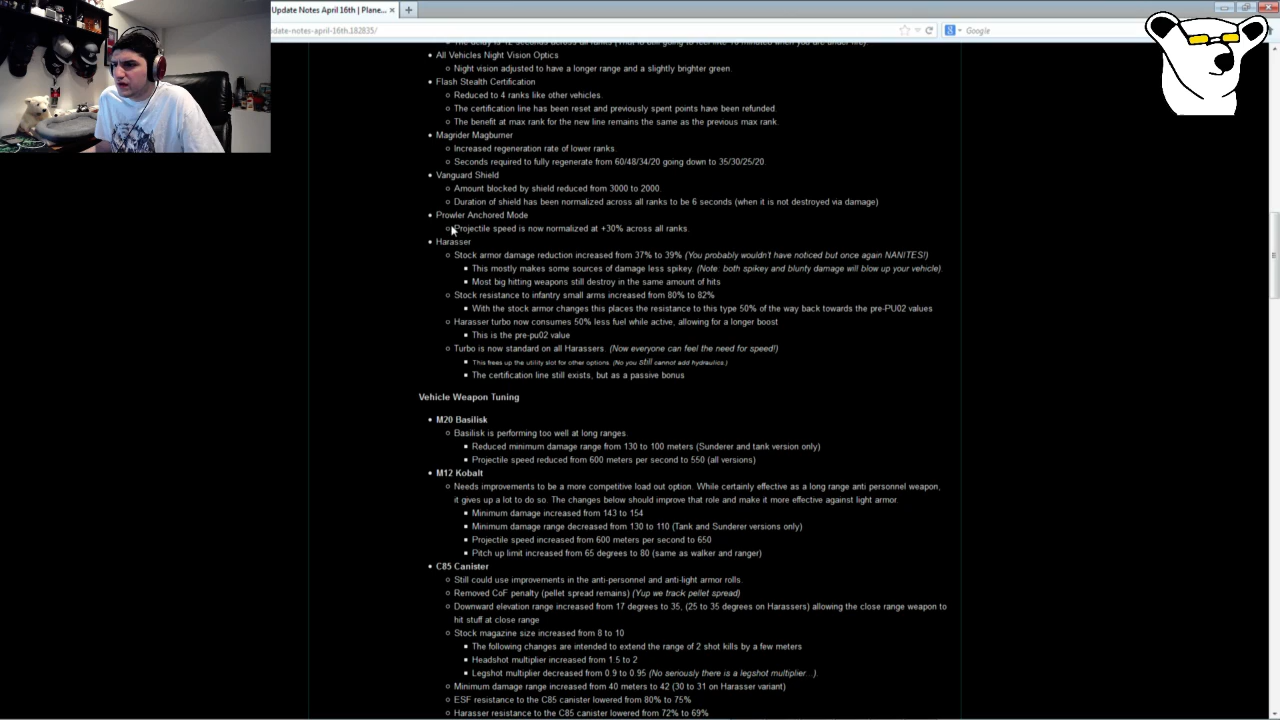 Update Notes April 16th | Plane...
date-notes-april-16th.182835/
Google
The delay is 12 seconds across all ranks (That is still going to feel like 10 minutes when you are under fire).
All Vehicles Night Vision Optics
Night vision adjusted to have a longer range and a slightly brighter green.
Flash Stealth Certification
Reduced to 4 ranks like other vehicles.
The certification line has been reset and previously spent points have been refunded.
The benefit at max rank for the new line remains the same as the previous max rank.
Magrider Magburner
Increased regeneration rate of lower ranks.
Seconds required to fully regenerate from 60/48/34/20 going down to 35/30/25/20.
Vanguard Shield
Amount blocked by shield reduced from 3000 to 2000.
Duration of shield has been normalized across all ranks to be 6 seconds (when it is not destroyed via damage)
Prowler Anchored Mode
Projectile speed is now normalized at +30% across all ranks.
Harasser
Stock armor damage reduction increased from 37% to 39% (You probably wouldn't have noticed but once again NANITES!)
This mostly makes some sources of damage less spikey. (Note: both spikey and blunty damage will blow up your vehicle).
Most big hitting weapons still destroy in the same amount of hits
Stock resistance to infantry small arms increased from 80% to 82%
With the stock armor changes this places the resistance to this type 50% of the way back towards the pre-PU02 values
Harasser turbo now consumes 50% less fuel while active, allowing for a longer boost
This is the pre-pu02 value
Turbo is now standard on all Harassers. (Now everyone can feel the need for speed!)
This frees up the utility slot for other options. (No you still cannot add hydraulics.)
The certification line still exists, but as a passive bonus
Vehicle Weapon Tuning
M20 Basilisk
Basilisk is performing too well at long ranges.
Reduced minimum damage range from 130 to 100 meters (Sunderer and tank version only)
Projectile speed reduced from 600 meters per second to 550 (all versions)
M12 Kobalt
Needs improvements to be a more competitive load out option. While certainly effective as a long range anti personnel weapon,
it gives up a lot to do so. The changes below should improve that role and make it more effective against light armor.
Minimum damage increased from 143 to 154
Minimum damage range decreased from 130 to 110 (Tank and Sunderer versions only)
Projectile speed increased from 600 meters per second to 650
Pitch up limit increased from 65 degrees to 80 (same as walker and ranger)
C85 Canister
Still could use improvements in the anti-personnel and anti-light armor rolls.
Removed CoF penalty (pellet spread remains) (Yup we track pellet spread)
Downward elevation range increased from 17 degrees to 35, (25 to 35 degrees on Harassers) allowing the close range weapon to
hit stuff at close range
Stock magazine size increased from 8 to 10
The following changes are intended to extend the range of 2 shot kills by a few meters
Headshot multiplier increased from 1.5 to 2
Legshot multiplier decreased from 0.9 to 0.95 (No seriously there is a legshot multiplier...)
Minimum damage range increased from 40 meters to 42 (30 to 31 on Harasser variant)
ESF resistance to the C85 canister lowered from 80% to 75%
Harasser resistance to the C85 canister lowered from 72% to 69%